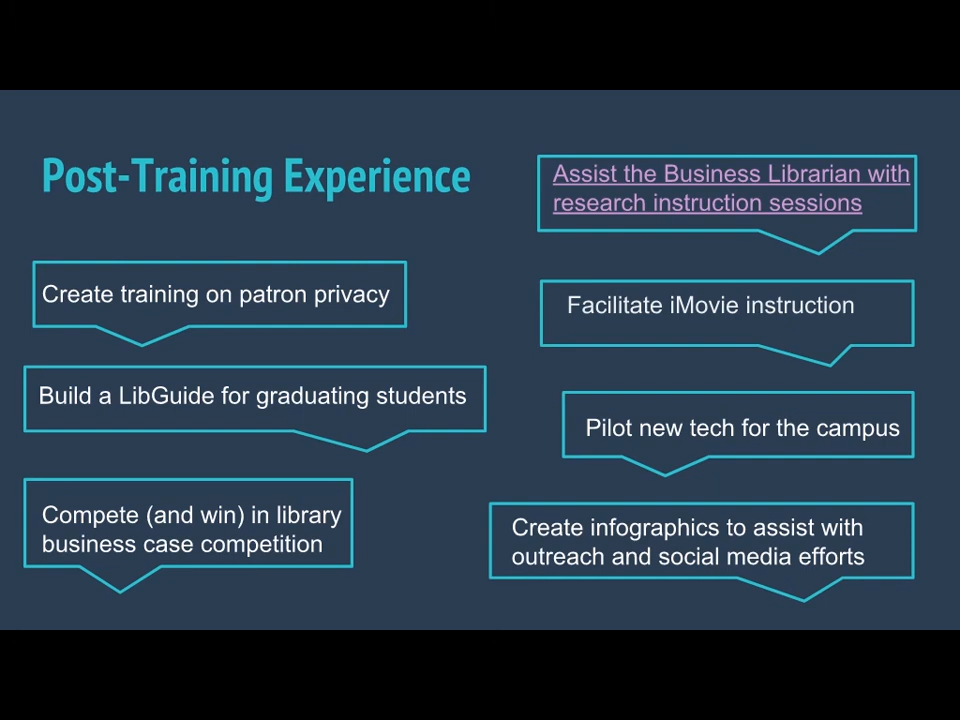 Post-Training Experience
Create training on patron privacy
Build a LibGuide for graduating students
Compete (and win) in library
business case competition
Assist the Business Librarian with
research instruction sessions
Facilitate iMovie instruction
Pilot new tech for the campus
Create infographics to assist with
outreach and social media efforts